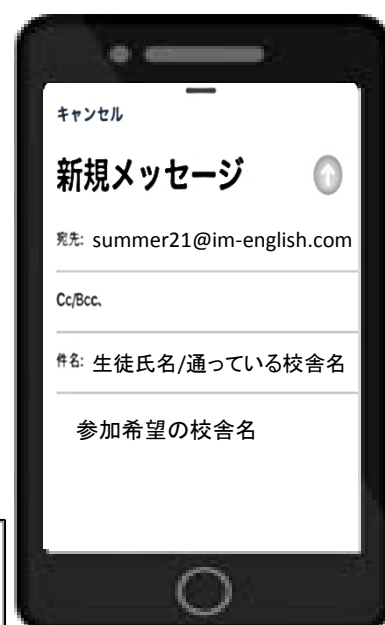 キャンセル
新規メッセージ
宛先: summer21@im-english.com
Cc/Bcc、
件名: 生徒氏名/通っている校舎名
参加希望の校舎名